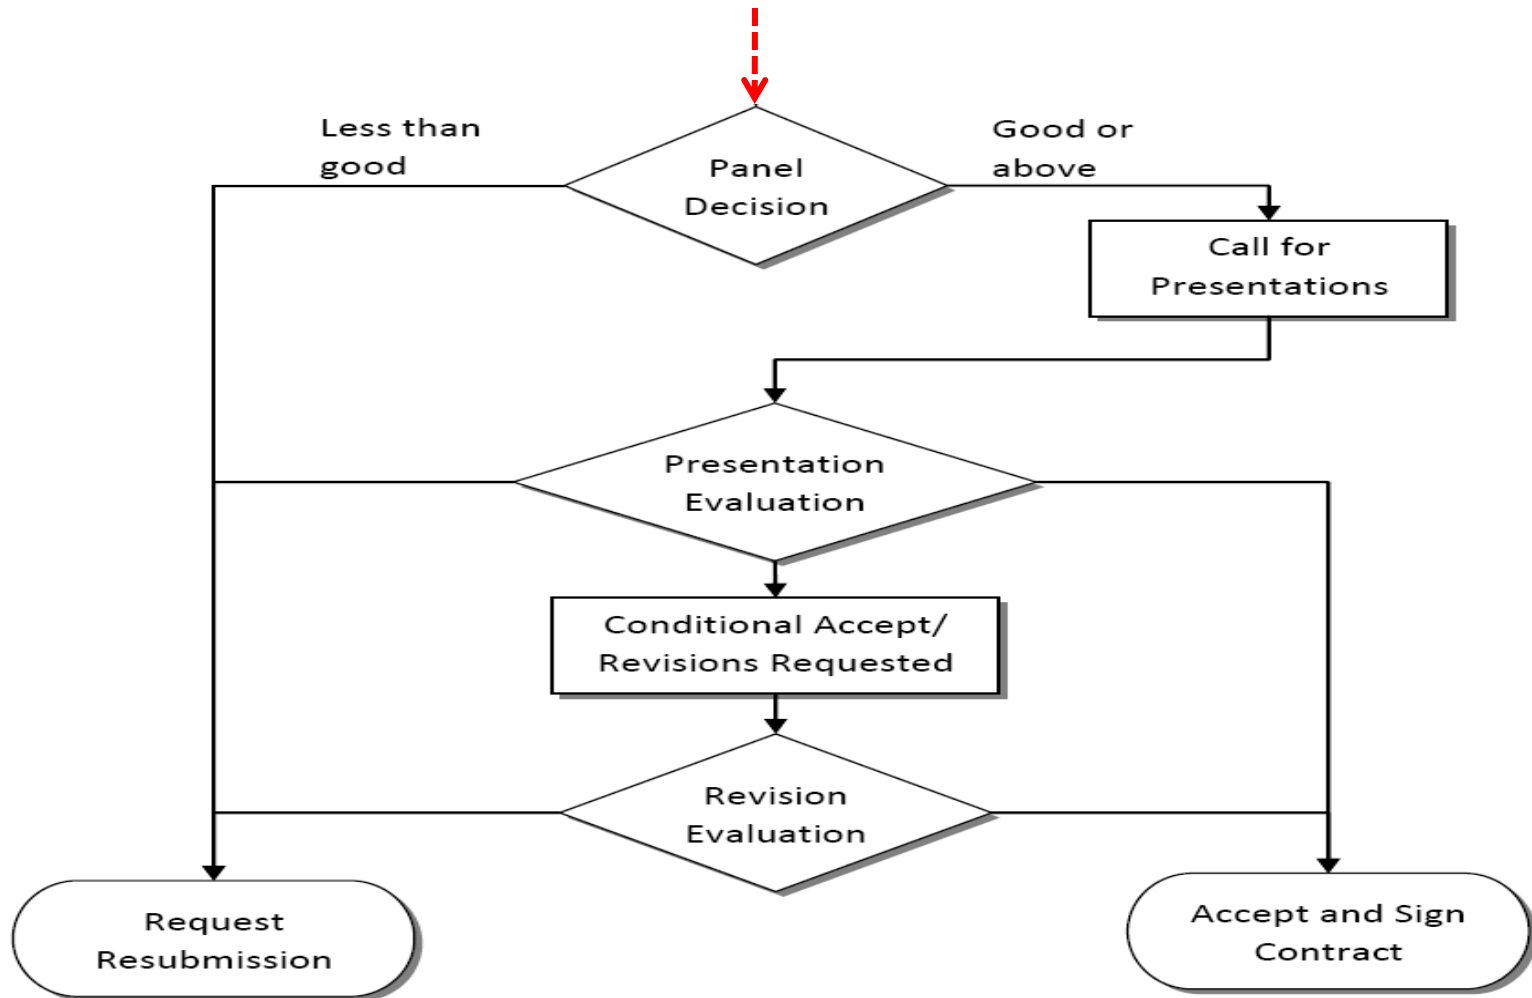 Less than
good
Panel
Decision
Good or
above
Call for
Presentations
Presentation
Evaluation
Conditional Accept/
Revisions Requested
Revision
Evaluation
Request
Resubmission
Accept and Sign
Contract